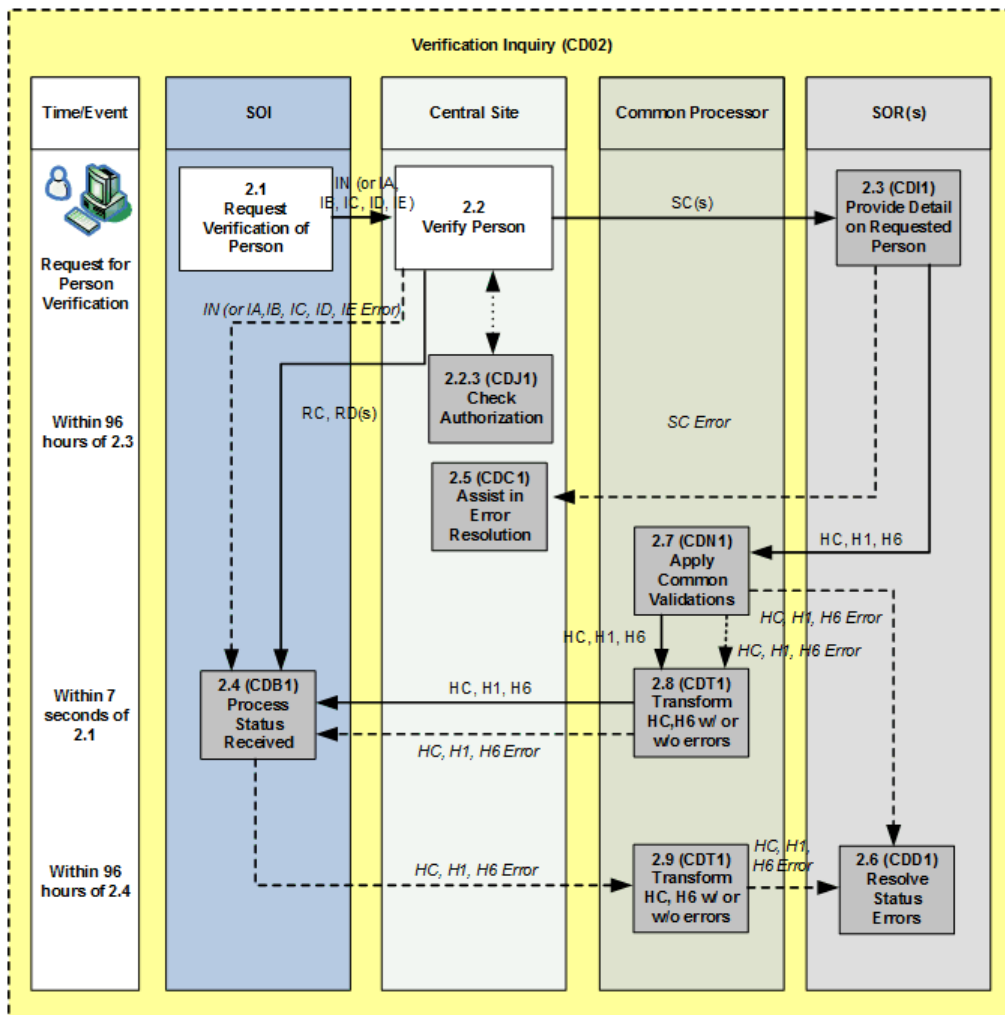 Verification Inquiry (CD02)
Time/Event
SOI
Central Site
Common Processor
SOR(s)
Request for
Person
Verification
2.1
Request
Verification of
Person
IN (or IA,
IB, IC, ID, IE)
2.2
Verify Person
SC(s)
2.3 (CDI1)
Provide Detail
on Requested
Person
IN (or IA,IB, IC, ID, IE Error)
2.2.3 (CDJ1)
Check
Authorization
RC, RD(s)
SC Error
Within 96
hours of 2.3
2.5 (CDC1)
Assist in
Error
Resolution
2.7 (CDN1)
Apply
Common
Validations
HC, H1, H6
HC, H1, H6 Error
HC, H1, H6
HC, H1, H6 Error
Within 7
seconds of
2.1
2.4 (CDB1)
Process
Status
Received
HC, H1, H6
HC, H1, H6 Error
2.8 (CDT1)
Transform
HC,H6 w/ or
w/o errors
Within 96
hours of 2.4
HC, H1, H6 Error
2.9 (CDT1)
Transform
HC, H6 w/ or
w/o errors
HC, H1,
H6 Error
2.6 (CDD1)
Resolve
Status
Errors